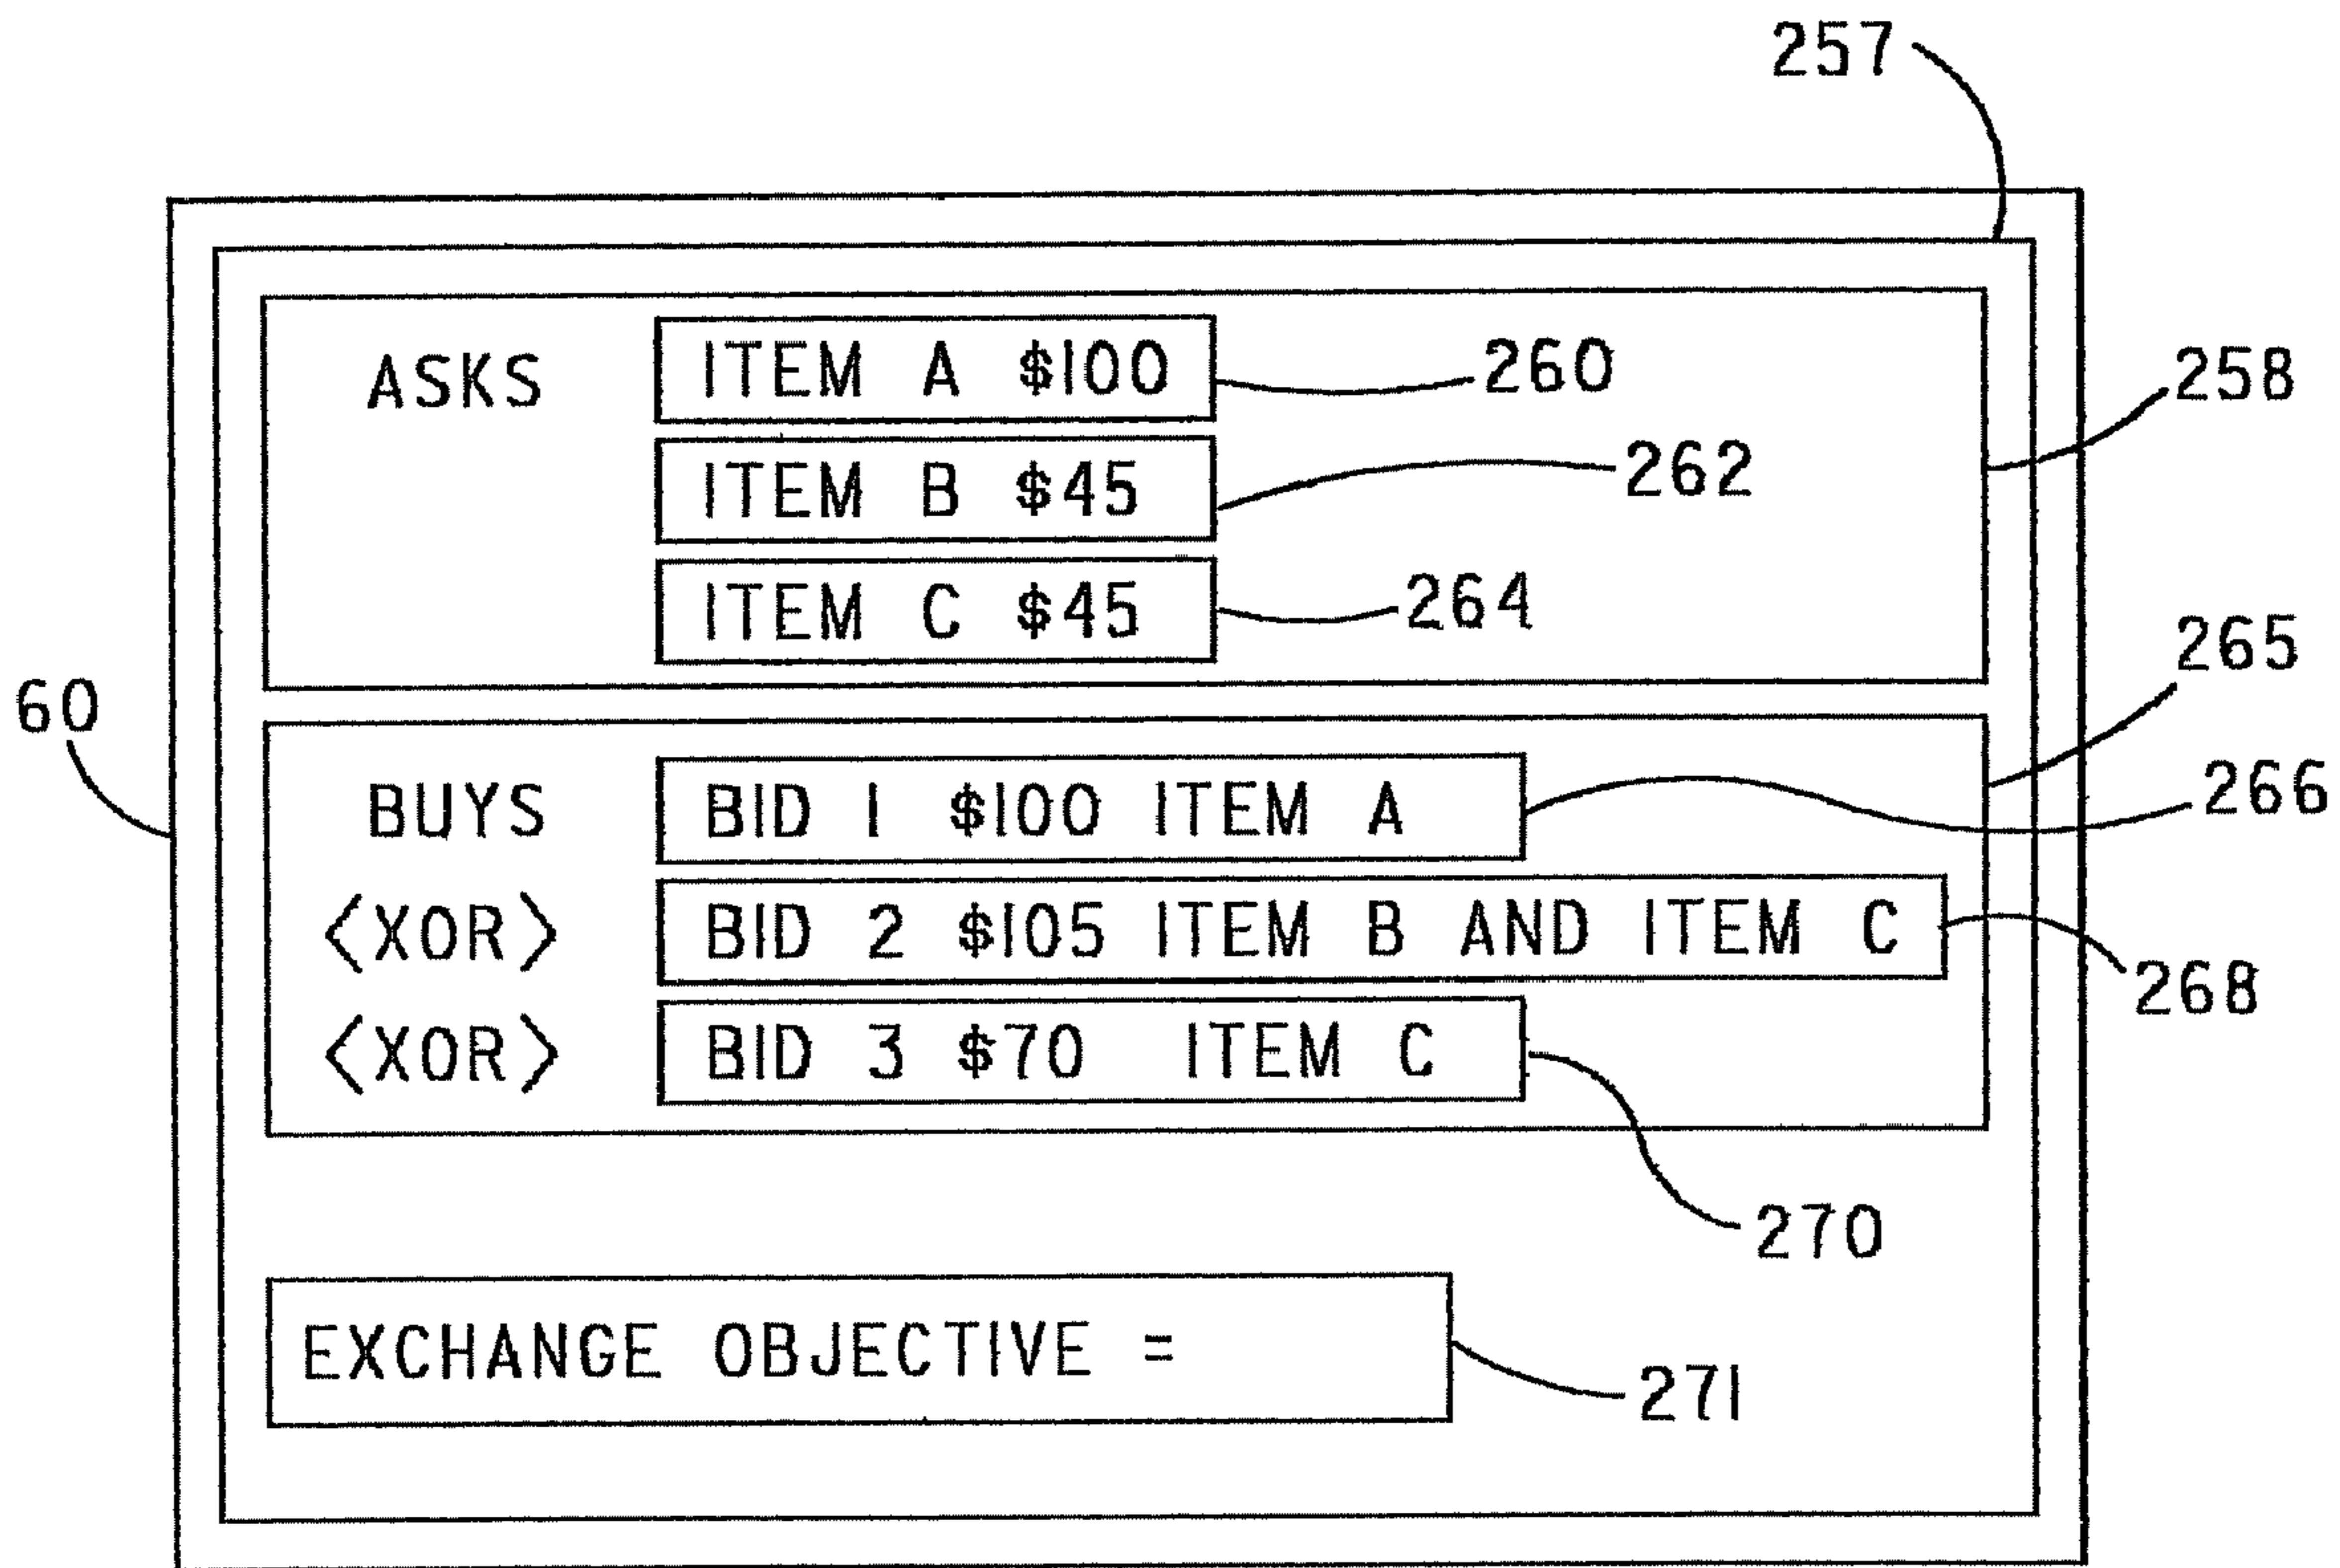 257
ASKS ITEM A $100 260
258
ITEM B $45 262
ITEM C $45 264
265
60
BUYS BID 1 $100 ITEM A 266
<XOR> BID 2 $105 ITEM B AND ITEM C
268
<XOR> BID 3 $70 ITEM C
270
EXCHANGE OBJECTIVE =
271